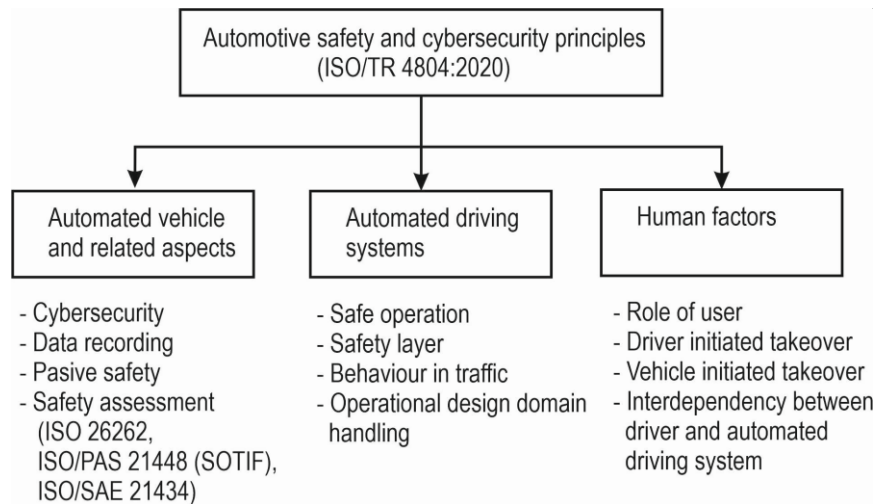 Automotive safety and cybersecurity principles
(ISO/TR 4804:2020)
Automated vehicle
and related aspects
- Cybersecurity
- Data recording
- Pasive safety
- Safety assessment
(ISO 26262,
ISO/PAS 21448 (SOTIF),
ISO/SAE 21434)
Automated driving
systems
- Safe operation
- Safety layer
- Behaviour in traffic
- Operational design domain
handling
Human factors
- Role of user
- Driver initiated takeover
- Vehicle initiated takeover
- Interdependency between
driver and automated
driving system